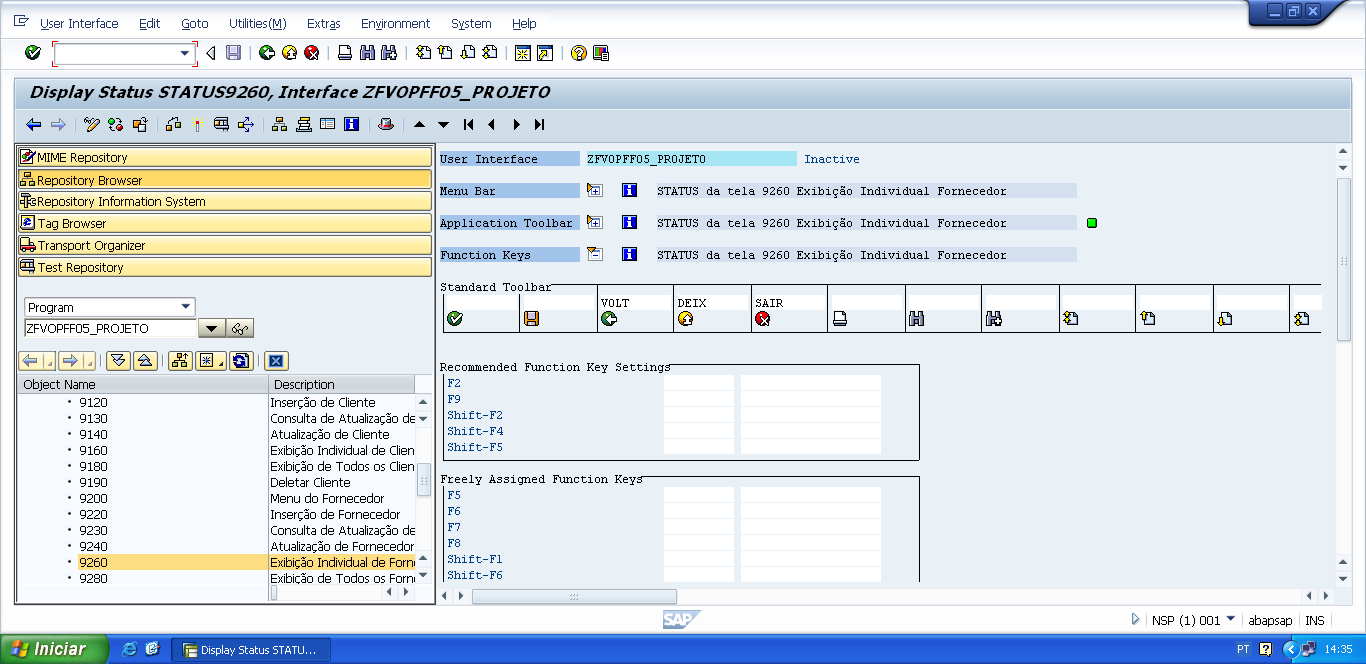 User Interface Edit Goto Utilities(M) Extras Environment System Help
Display Status STATUS9260, Interface ZFVOPFF05_PROJETO
MIME Repository
Repository Browser
Repository Information System
Tag Browser
Transport Organizer
Test Repository
Program
ZFVOPFF05_PROJETO
Object Name Description
9120 Inserção de Cliente
9130 Consulta de Atualização de
9140 Atualização de Cliente
9160 Exibição Individual de Clien
9180 Exibição de Todos os Clien
9190 Deletar Cliente
9200 Menu do Fornecedor
9220 Inserção de Fornecedor
9230 Consulta de Atualização de
9240 Atualização de Fornecedor
9260 Exibição Individual de Forn
9280 Exibição de Todos os Forn
User Interface ZFVOPFF05_PROJETO Inactive
Menu Bar STATUS da tela 9260 Exibição Individual Fornecedor
Application Toolbar STATUS da tela 9260 Exibição Individual Fornecedor
Function Keys STATUS da tela 9260 Exibição Individual Fornecedor
Standard Toolbar
VOLT DEIX SAIR
Recommended Function Key Settings
F2
F9
Shift-F2
Shift-F4
Shift-F5
Freely Assigned Function Keys
F5
F6
F7
F8
Shift-F1
Shift-F6
SAP
NSP (1) 001 abapsap INS
Iniciar Display Status STATU... PT 14:35